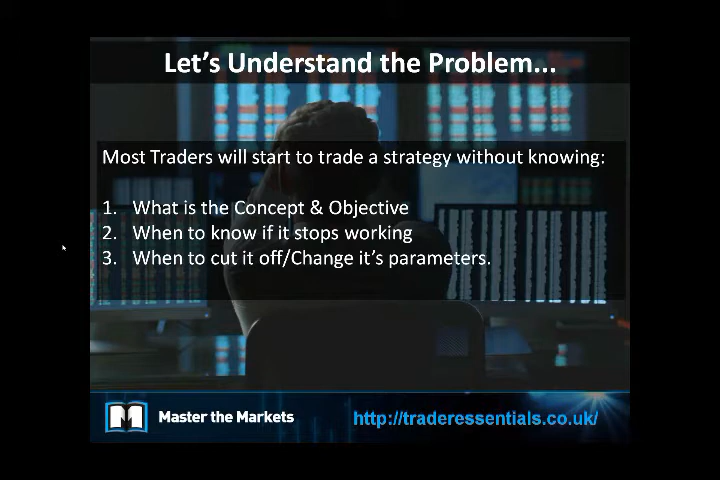 Let's Understand the Problem...
Most Traders will start to trade a strategy without knowing:
1. What is the Concept & Objective
2. When to know if it stops working
3. When to cut it off/Change it's parameters.
Master the Markets
http://traderessentials.co.uk/